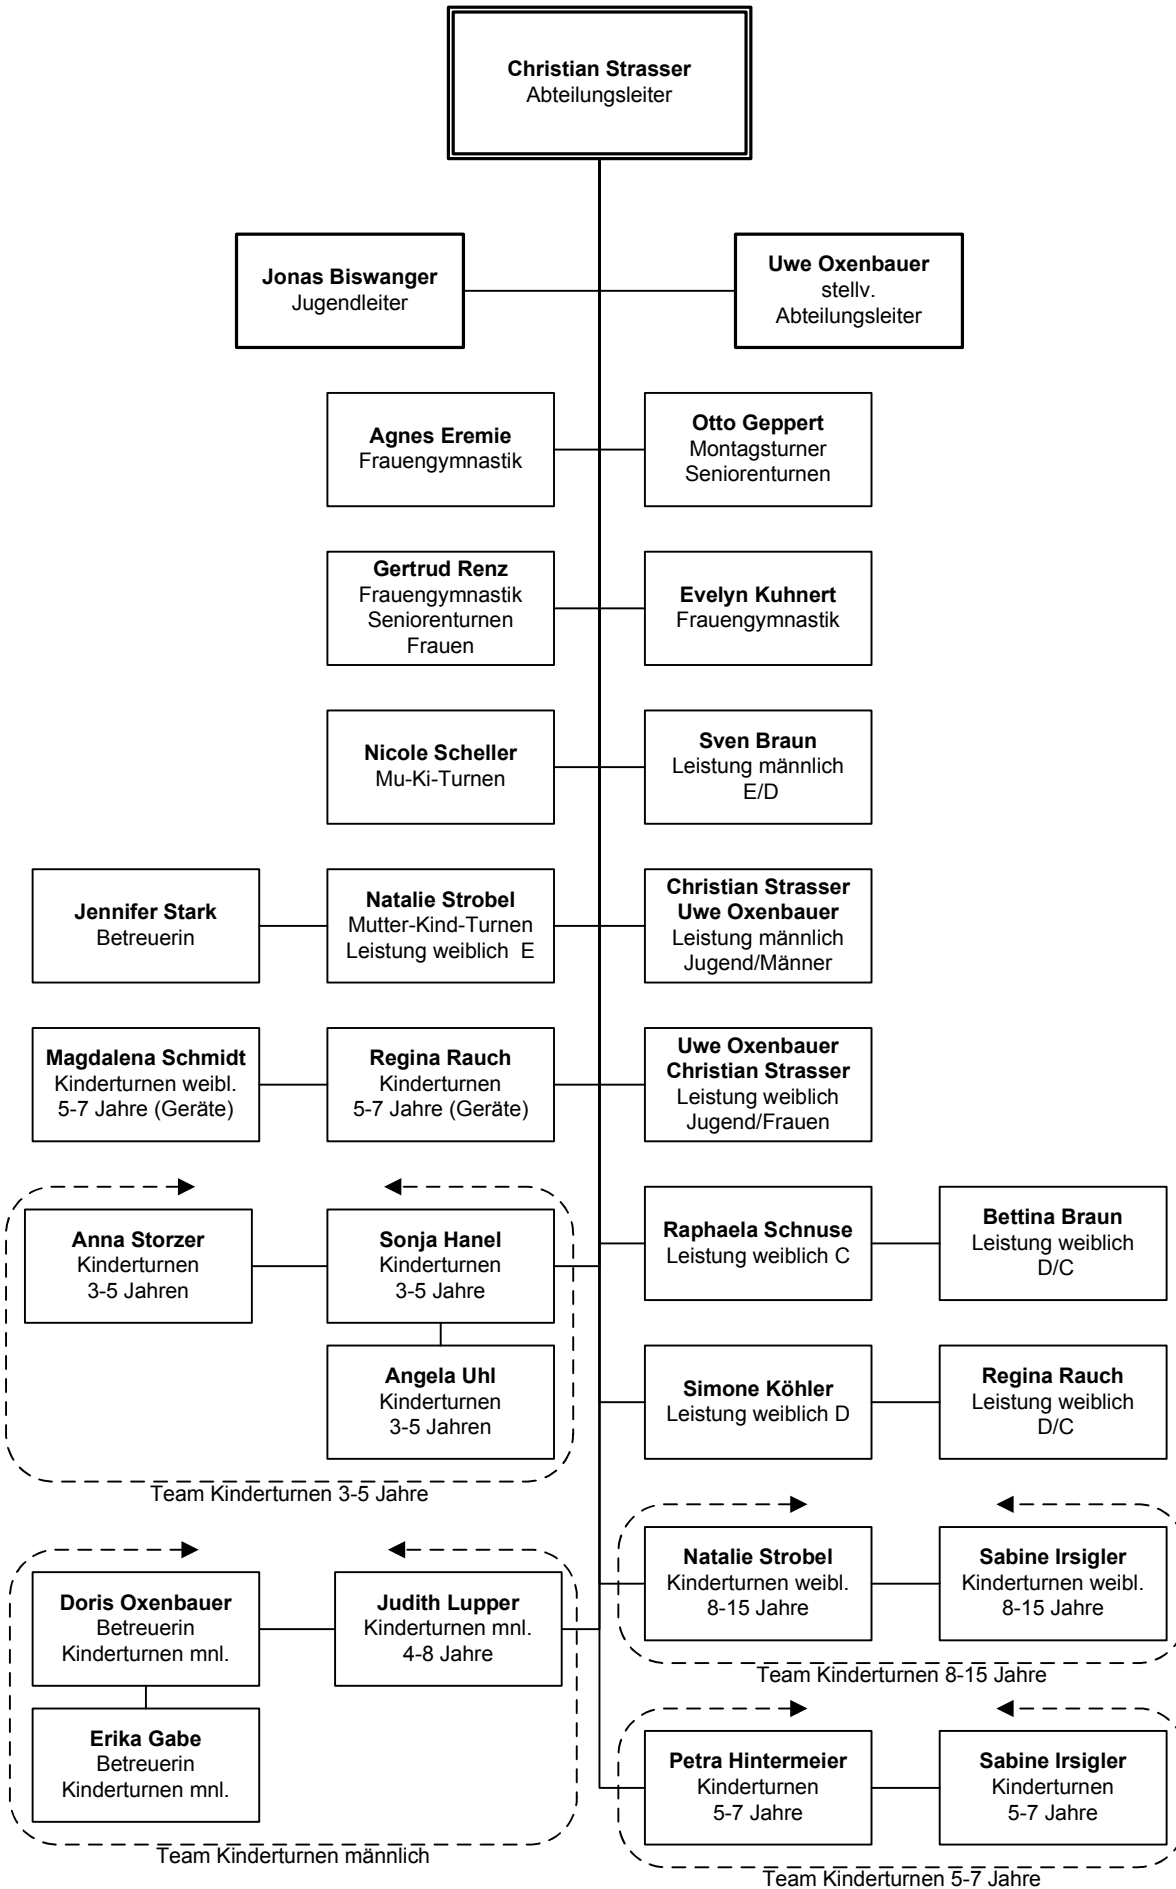 Christian Strasser
Abteilungsleiter
Jonas Biswanger
Jugendleiter
Uwe Oxenbauer
stellv.
Abteilungsleiter
Agnes Eremie
Frauengymnastik
Otto Geppert
Montagsturner
Seniorenturnen
Gertrud Renz
Frauengymnastik
Seniorenturnen
Frauen
Evelyn Kuhnert
Frauengymnastik
Nicole Scheller
Mu-Ki-Turnen
Sven Braun
Leistung männlich
E/D
Jennifer Stark
Betreuerin
Natalie Strobel
Mutter-Kind-Turnen
Leistung weiblich E
Christian Strasser
Uwe Oxenbauer
Leistung männlich
Jugend/Männer
Magdalena Schmidt
Kinderturnen weibl.
5-7 Jahre (Geräte)
Regina Rauch
Kinderturnen
5-7 Jahre (Geräte)
Uwe Oxenbauer
Christian Strasser
Leistung weiblich
Jugend/Frauen
Anna Storzer
Kinderturnen
3-5 Jahren
Sonja Hanel
Kinderturnen
3-5 Jahre
Raphaela Schnuse
Leistung weiblich C
Bettina Braun
Leistung weiblich
D/C
Angela Uhl
Kinderturnen
3-5 Jahren
Team Kinderturnen 3-5 Jahre
Simone Köhler
Leistung weiblich D
Regina Rauch
Leistung weiblich
D/C
Doris Oxenbauer
Betreuerin
Kinderturnen mnl.
Judith Lupper
Kinderturnen mnl.
4-8 Jahre
Natalie Strobel
Kinderturnen weibl.
8-15 Jahre
Sabine Irsigler
Kinderturnen weibl.
8-15 Jahre
Team Kinderturnen 8-15 Jahre
Erika Gabe
Betreuerin
Kinderturnen mnl.
Team Kinderturnen männlich
Petra Hintermeier
Kinderturnen
5-7 Jahre
Sabine Irsigler
Kinderturnen
5-7 Jahre
Team Kinderturnen 5-7 Jahre